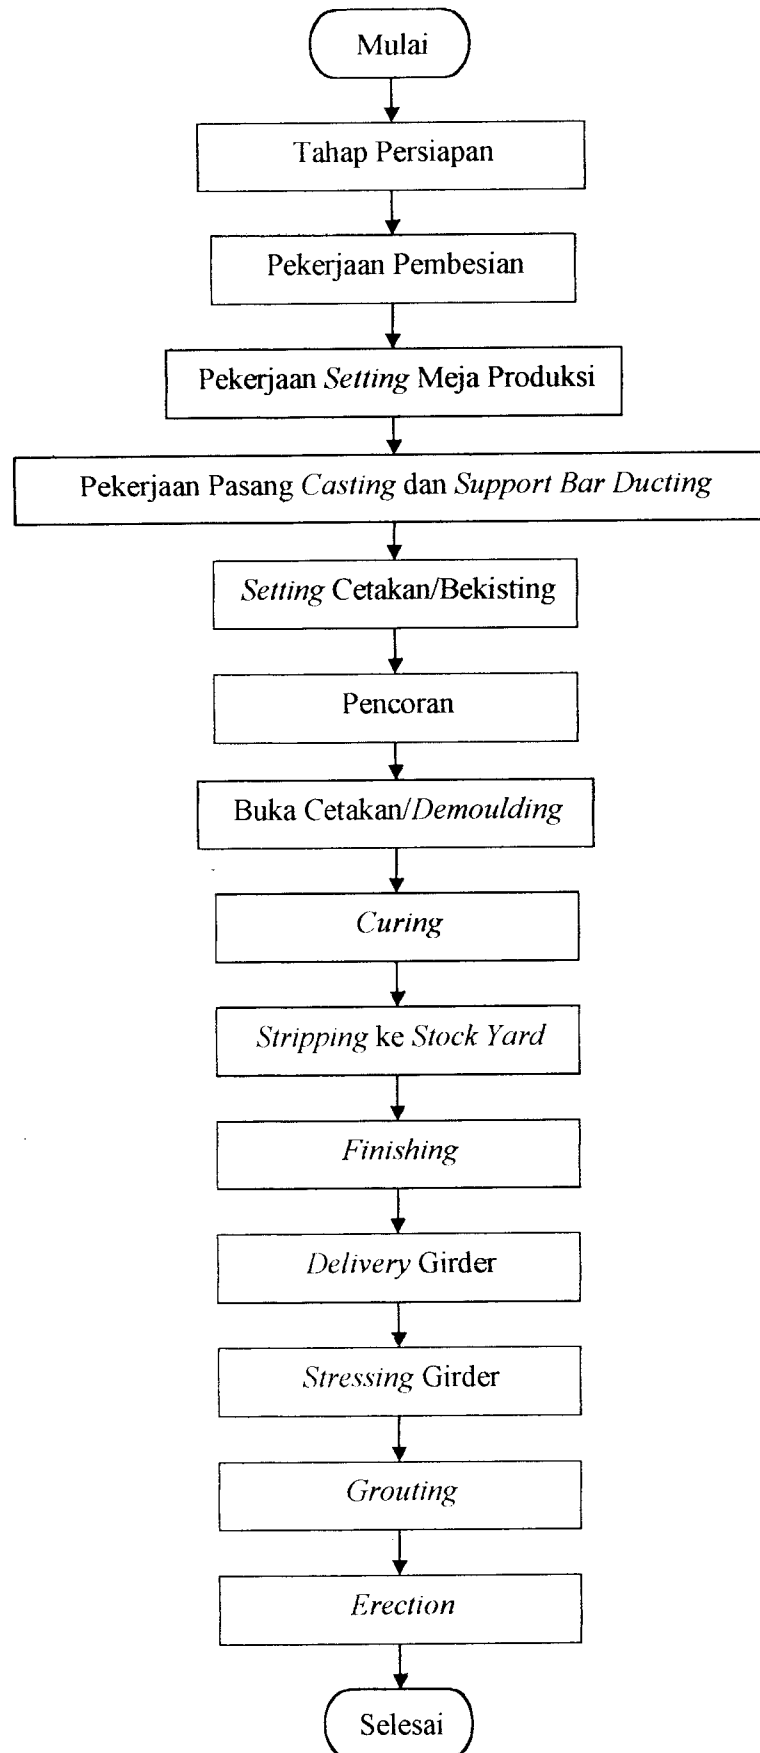 Mulai
Tahap Persiapan
Pekerjaan Pembesian
Pekerjaan Setting Meja Produksi
Pekerjaan Pasang Casting dan Support Bar Ducting
Setting Cetakan/Bekisting
Pencoran
Buka Cetakan/Demoulding
Curing
Stripping ke Stock Yard
Finishing
Delivery Girder
Stressing Girder
Grouting
Erection
Selesai